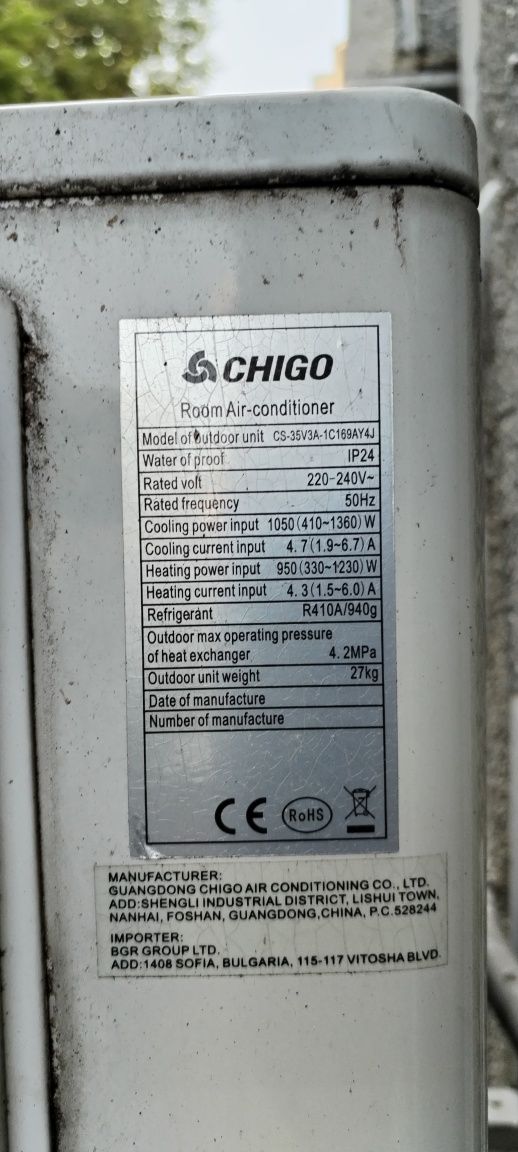 CHIGO
Room Air-conditioner
Model of outdoor unit CS-35V3A-1C169AY4J
Water of proof IP24
Rated volt 220-240V~
Rated frequency 50Hz
Cooling power input 1050(410~1360)W
Cooling current input 4.7(1.9~6.7)A
Heating power input 950(330~1230)W
Heating current input 4.3(1.5~6.0)A
Refrigerant R410A/940g
Outdoor max operating pressure
of heat exchanger 4.2MPa
Outdoor unit weight 27kg
Date of manufacture
Number of manufacture
CE RoHS
MANUFACTURER:
GUANGDONG CHIGO AIR CONDITIONING CO., LTD.
ADD:SHENGLI INDUSTRIAL DISTRICT, LISHUI TOWN,
NANHAI, FOSHAN, GUANGDONG,CHINA, P.C.528244
IMPORTER:
BGR GROUP LTD.
ADD:1408 SOFIA, BULGARIA, 115-117 VITOSHA BLVD.